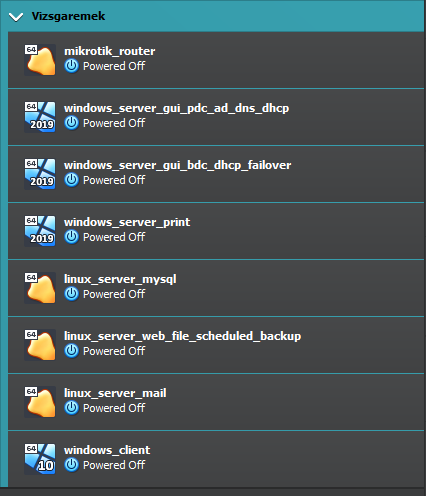 Vizsgaremek
64
mikrotik_router
Powered Off
64
2019
windows_server_gui_pdc_ad_dns_dhcp
Powered Off
64
2019
windows_server_gui_bdc_dhcp_failover
Powered Off
64
2019
windows_server_print
Powered Off
64
linux_server_mysql
Powered Off
64
linux_server_web_file_scheduled_backup
Powered Off
64
linux_server_mail
Powered Off
64
10
windows_client
Powered Off